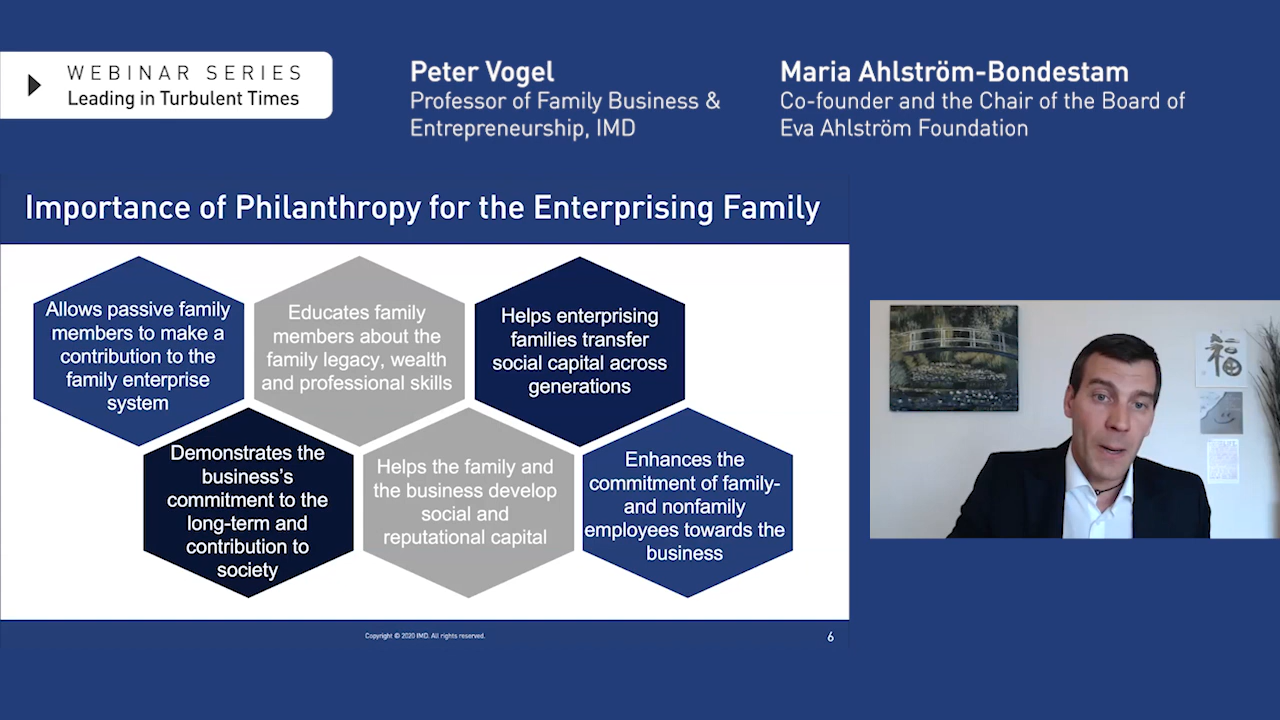 WEBINAR SERIES
Leading in Turbulent Times
Peter Vogel
Professor of Family Business &
Entrepreneurship, IMD
Maria Ahlström-Bondestam
Co-founder and the Chair of the Board of
Eva Ahlström Foundation
Importance of Philanthropy for the Enterprising Family
Allows passive family
members to make a
contribution to the
family enterprise
system
Educates family
members about the
family legacy, wealth
and professional skills
Helps enterprising
families transfer
social capital across
generations
Demonstrates the
business's
commitment to the
long-term and
contribution to
society
Helps the family and
the business develop
social and
reputational capital
Enhances the
commitment of family-
and nonfamily
employees towards the
business
Copyright © 2020 IMD. All rights reserved.
6
福